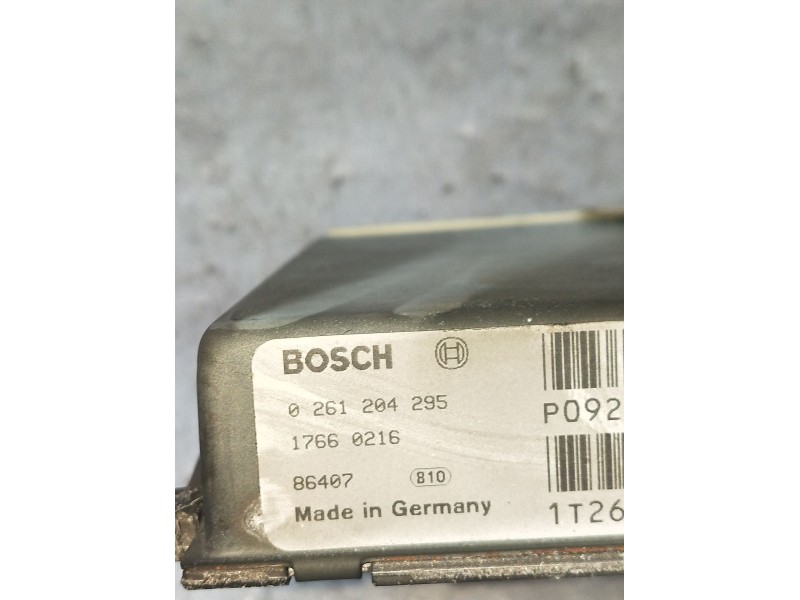 BOSCH
0 261 204 295
1766 0216
86407 810
Made in Germany
P092
1T26